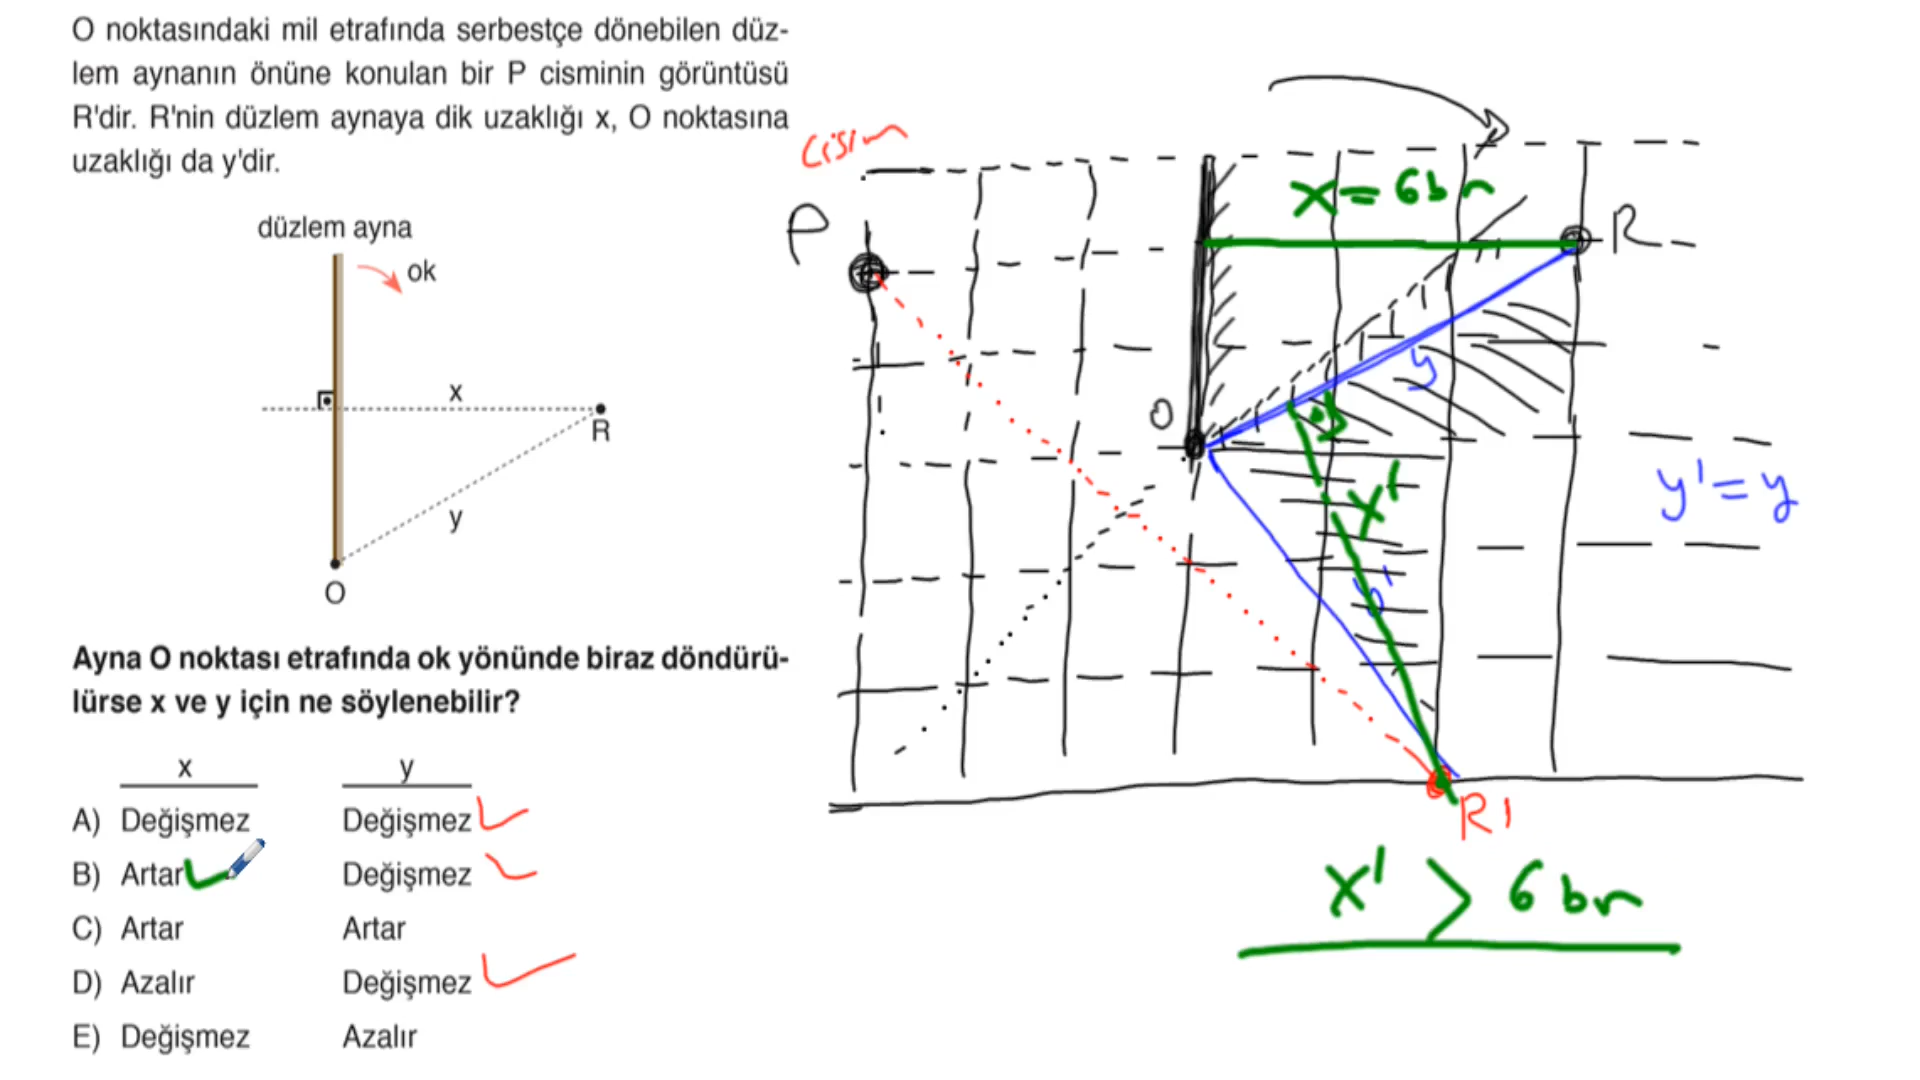 O noktasındaki mil etrafında serbestçe dönebilen düz-
lem aynanın önüne konulan bir P cisminin görüntüsü
R'dir. R'nin düzlem aynaya dik uzaklığı x, O noktasına
uzaklığı da y'dir.
düzlem ayna
ok
x
R
y
O
Ayna O noktası etrafında ok yönünde biraz döndürü-
lürse x ve y için ne söylenebilir?
x y
A) Değişmez Değişmez
B) Artar Değişmez
C) Artar Artar
D) Azalır Değişmez
E) Değişmez Azalır
cisim
P
x = 6br
R
y
O
x'
y' = y
y'
R1
x' > 6 br